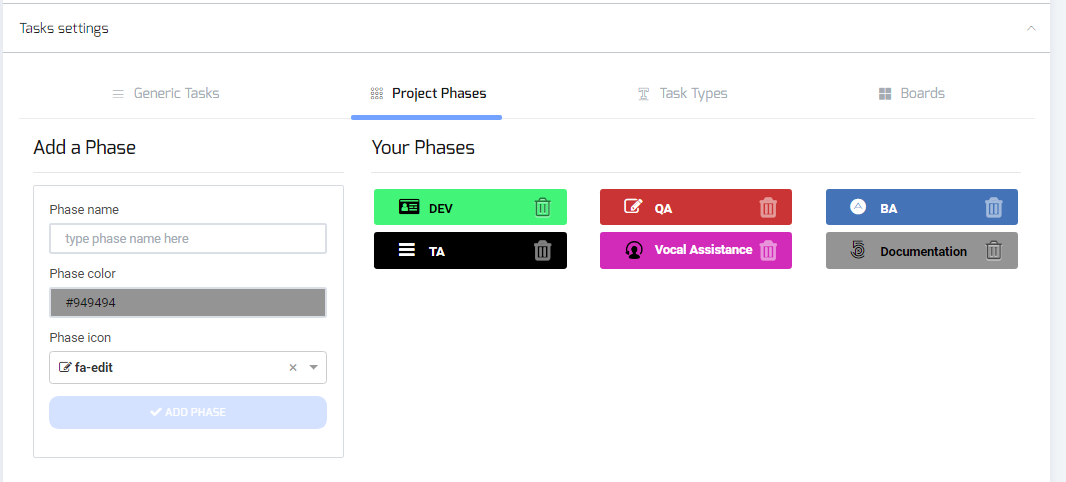 Tasks settings
Generic Tasks
Project Phases
Task Types
Boards
Add a Phase
Phase name
type phase name here
Phase color
#949494
Phase icon
fa-edit
ADD PHASE
Your Phases
DEV
QA
BA
TA
Vocal Assistance
Documentation